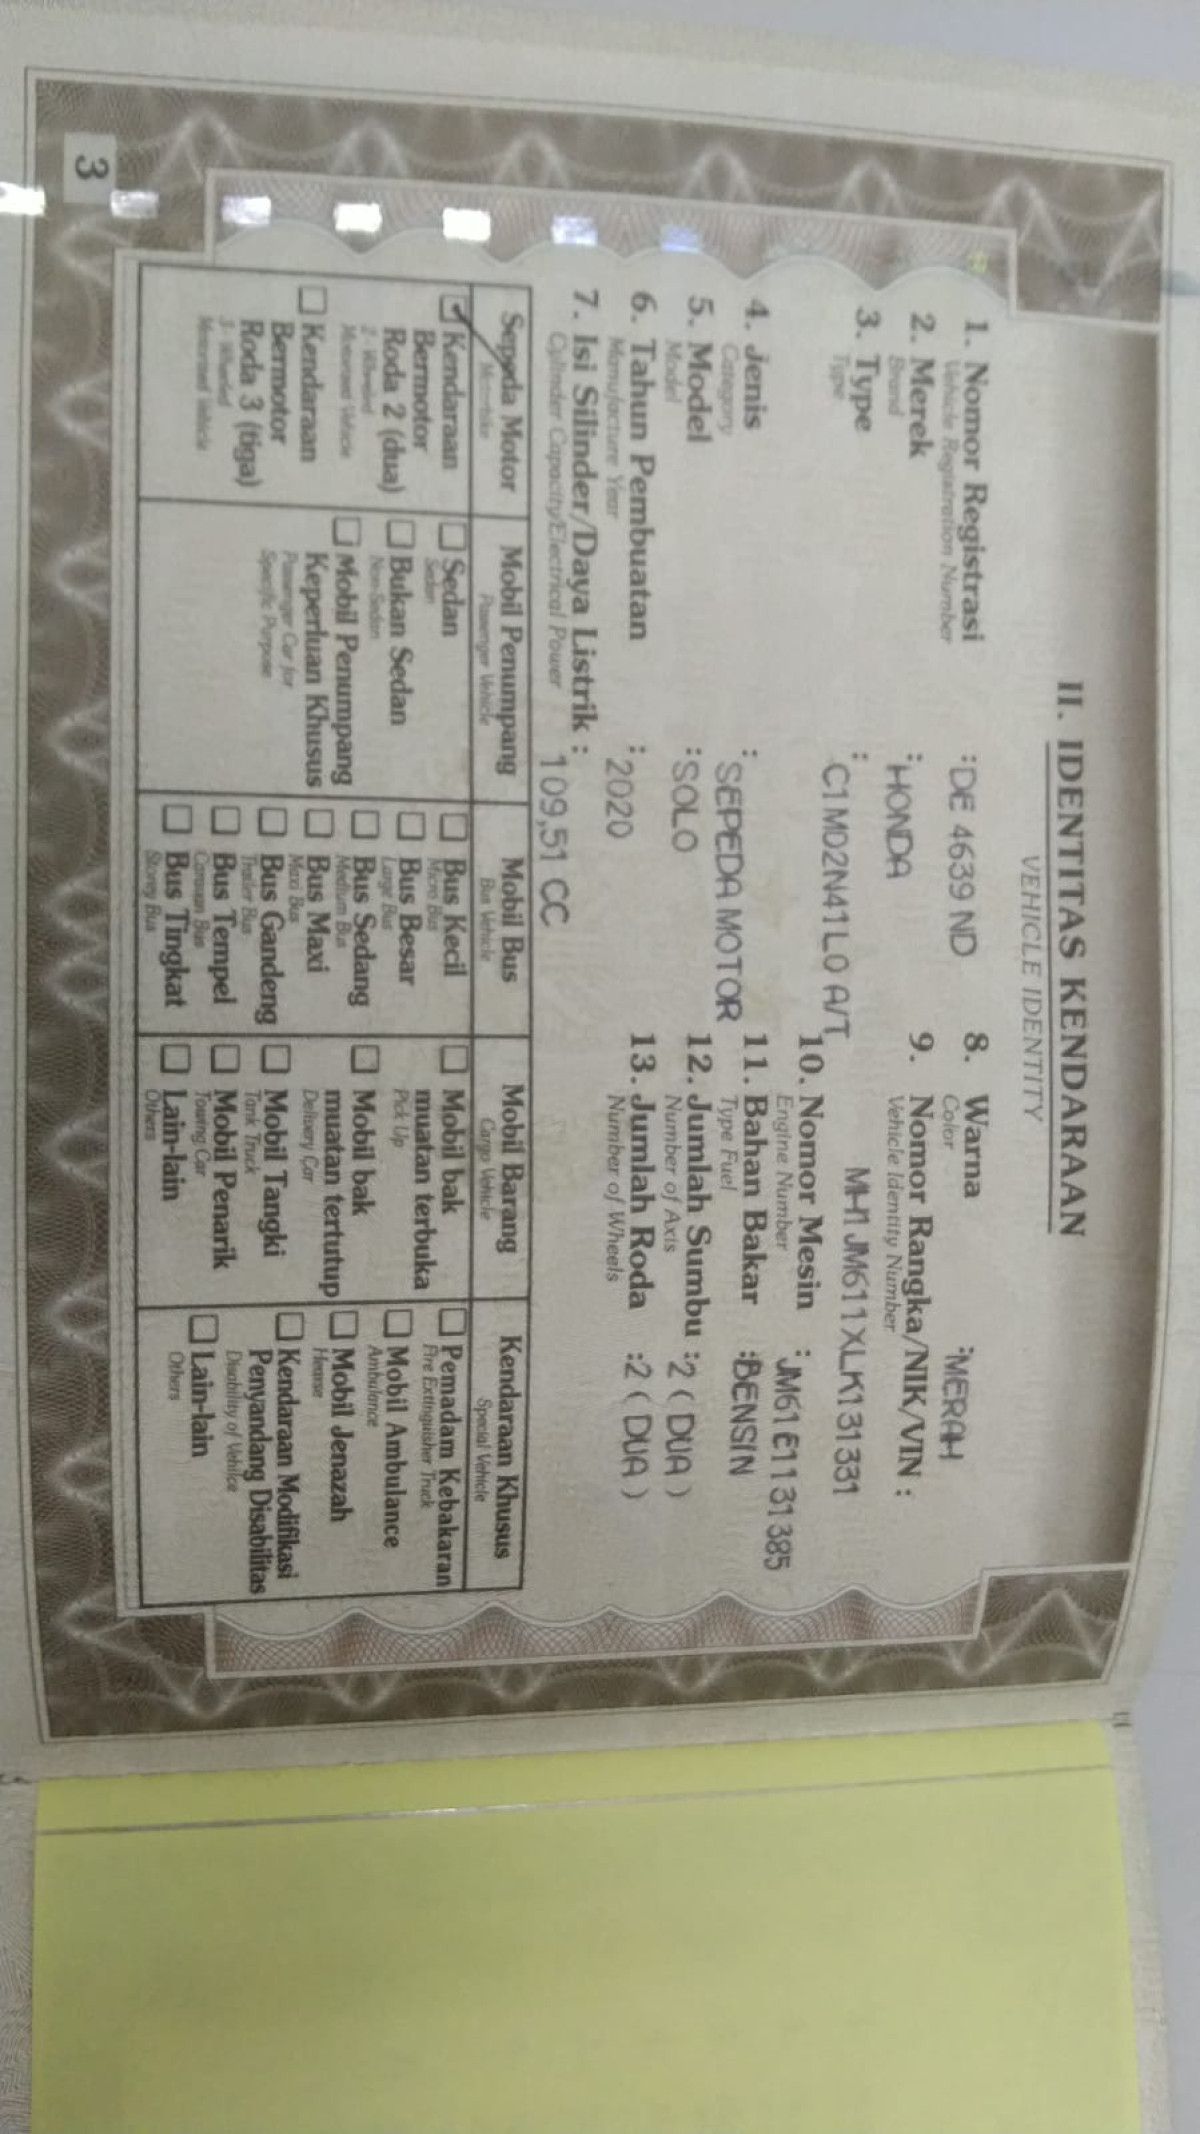 II. IDENTITAS KENDARAAN
VEHICLE IDENTITY
1. Nomor Registrasi : DE 4639 ND
Vehicle Registration Number
2. Merek : HONDA
Brand
3. Type : C1M02N41L0 A/T
Type
4. Jenis : SEPEDA MOTOR
Category
5. Model : SOLO
Model
6. Tahun Pembuatan : 2020
Manufacture Year
7. Isi Silinder/Daya Listrik : 109,51 CC
Cylinder Capacity/Electrical Power
8. Warna : MERAH
Color
9. Nomor Rangka/NIK/VIN :
Vehicle Identity Number
MH1JM611XLK131331
10. Nomor Mesin : JM61E1131385
Engine Number
11. Bahan Bakar : BENSIN
Type Fuel
12. Jumlah Sumbu : 2 ( DUA )
Number of Axis
13. Jumlah Roda : 2 ( DUA )
Number of Wheels
Sepeda Motor
Motorbike
Kendaraan
Bermotor
Roda 2 (dua)
2 - Wheeled
Motorized Vehicle
Kendaraan
Bermotor
Roda 3 (tiga)
3 - Wheeled
Motorized Vehicle
Mobil Penumpang
Passenger Vehicle
Sedan
Sedan
Bukan Sedan
Non-Sedan
Mobil Penumpang
Keperluan Khusus
Passenger Car for
Specific Purpose
Mobil Bus
Bus Vehicle
Bus Kecil
Micro Bus
Bus Besar
Large Bus
Bus Sedang
Medium Bus
Bus Maxi
Maxi Bus
Bus Gandeng
Trailer Bus
Bus Tempel
Caravan Bus
Bus Tingkat
Storey Bus
Mobil Barang
Cargo Vehicle
Mobil bak
muatan terbuka
Pick Up
Mobil bak
muatan tertutup
Delivery Car
Mobil Tangki
Tank Truck
Mobil Penarik
Towing Car
Lain-lain
Others
Kendaraan Khusus
Special Vehicle
Pemadam Kebakaran
Fire Extinguisher Truck
Mobil Ambulance
Ambulance
Mobil Jenazah
Hearse
Kendaraan Modifikasi
Penyandang Disabilitas
Disability of Vehilce
Lain-lain
Others
3